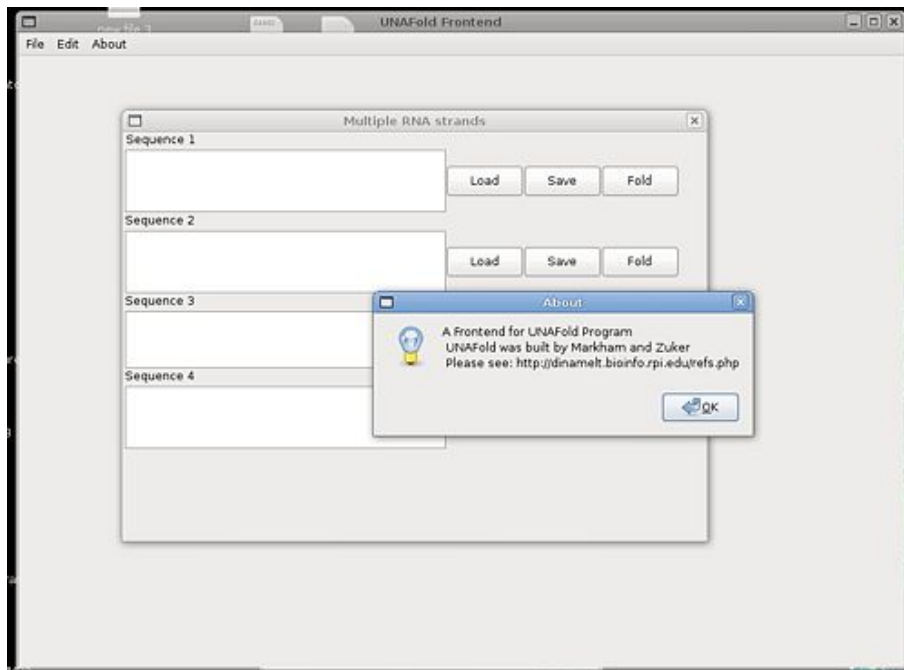 UNAFold Frontend
File Edit About
Multiple RNA strands
Sequence 1
Load Save Fold
Sequence 2
Load Save Fold
Sequence 3
Sequence 4
About
A Frontend for UNAFold Program
UNAFold was built by Markham and Zuker
Please see: http://dinamelt.bioinfo.rpi.edu/refs.php
OK